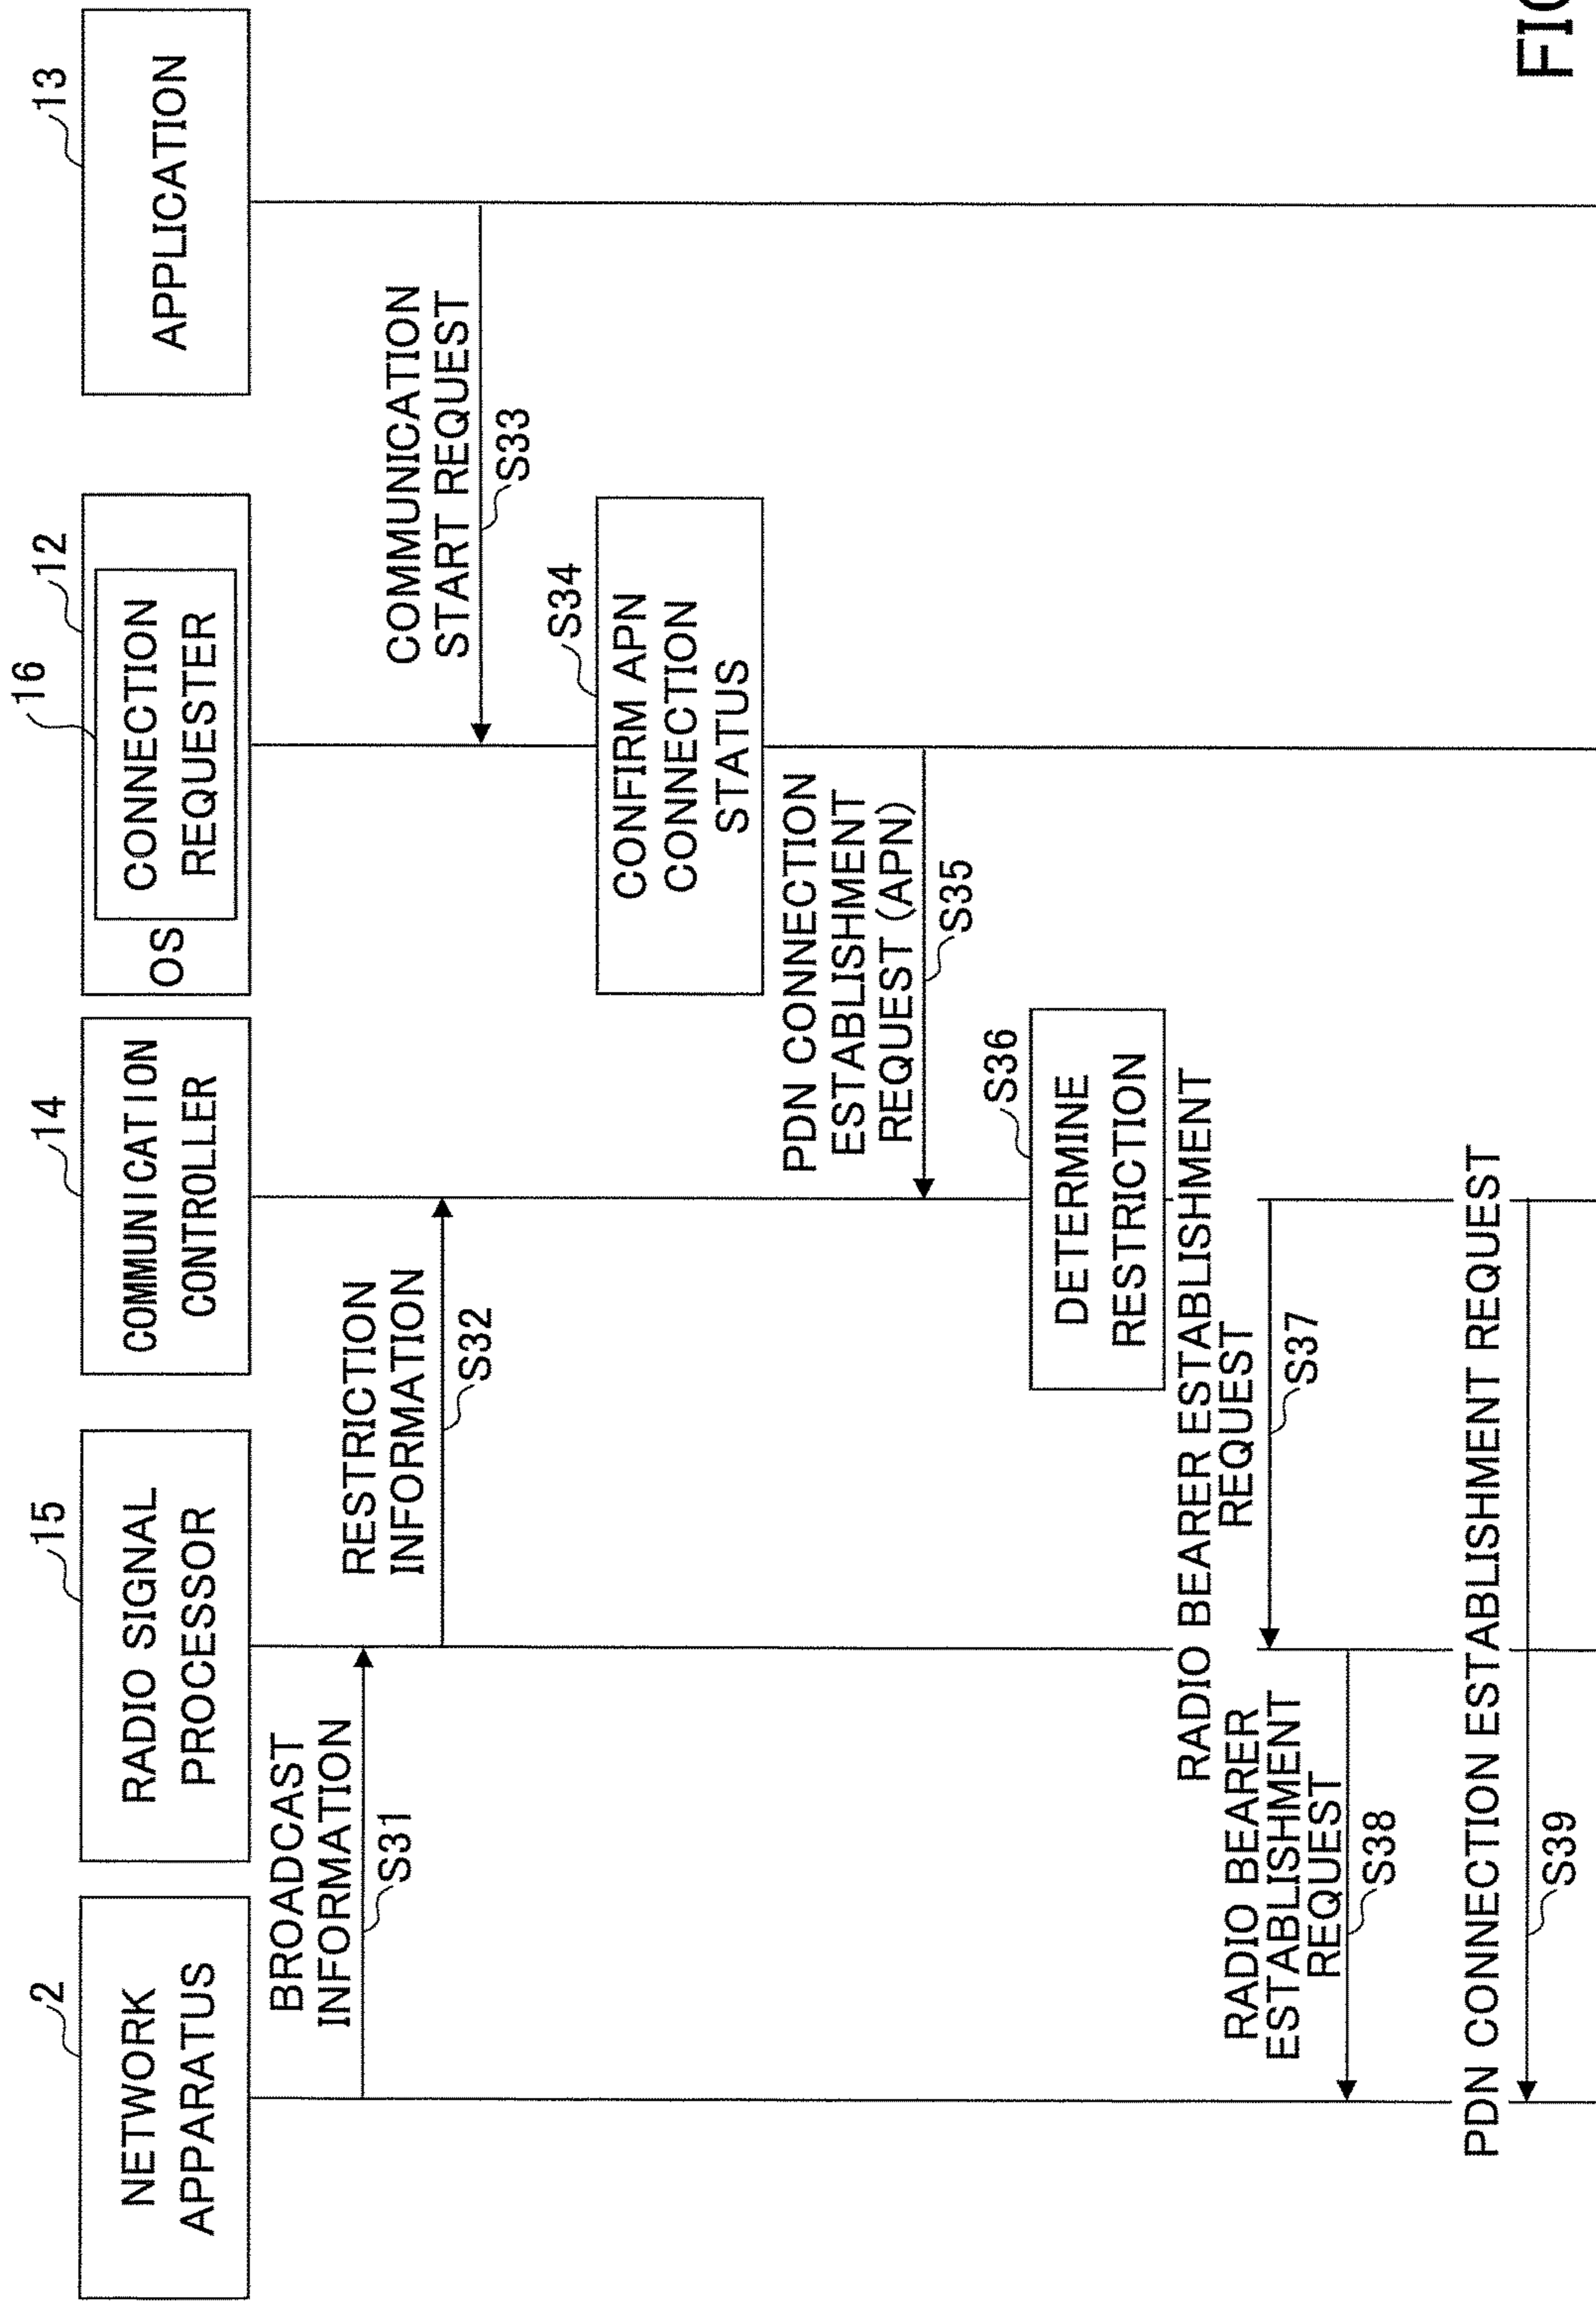 2
NETWORK
APPARATUS
15
RADIO SIGNAL
PROCESSOR
14
COMMUNICATION
CONTROLLER
16
12
OS
CONNECTION
REQUESTER
13
APPLICATION
BROADCAST
INFORMATION
S31
RESTRICTION
INFORMATION
S32
COMMUNICATION
START REQUEST
S33
S34
CONFIRM APN
CONNECTION
STATUS
PDN CONNECTION
ESTABLISHMENT
REQUEST (APN)
S35
S36
DETERMINE
RESTRICTION
RADIO BEARER ESTABLISHMENT
REQUEST
S37
RADIO BEARER
ESTABLISHMENT
REQUEST
S38
PDN CONNECTION ESTABLISHMENT REQUEST
S39